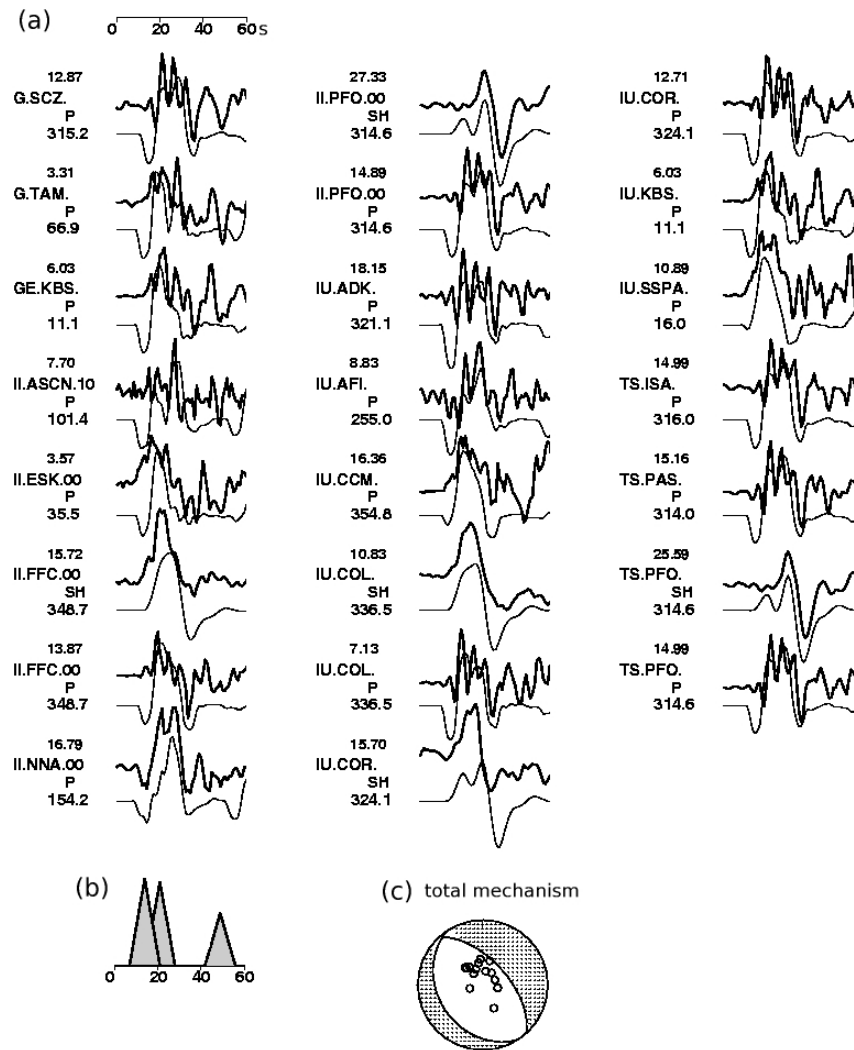 (a)
0 20 40 60 s
12.87
G.SCZ.
P
315.2
3.31
G.TAM.
P
66.9
6.03
GE.KBS.
P
11.1
7.70
II.ASCN.10
P
101.4
3.57
II.ESK.00
P
35.5
15.72
II.FFC.00
SH
348.7
13.87
II.FFC.00
P
348.7
16.79
II.NNA.00
P
154.2
27.33
II.PFO.00
SH
314.6
14.89
II.PFO.00
P
314.6
18.15
IU.ADK.
P
321.1
8.83
IU.AFI.
P
255.0
16.36
IU.CCM.
P
354.8
10.83
IU.COL.
SH
336.5
7.13
IU.COL.
P
336.5
15.70
IU.COR.
SH
324.1
12.71
IU.COR.
P
324.1
6.03
IU.KBS.
P
11.1
10.89
IU.SSPA.
P
16.0
14.99
TS.ISA.
P
316.0
15.16
TS.PAS.
P
314.0
25.59
TS.PFO.
SH
314.6
14.99
TS.PFO.
P
314.6
(b)
0 20 40 60
(c) total mechanism